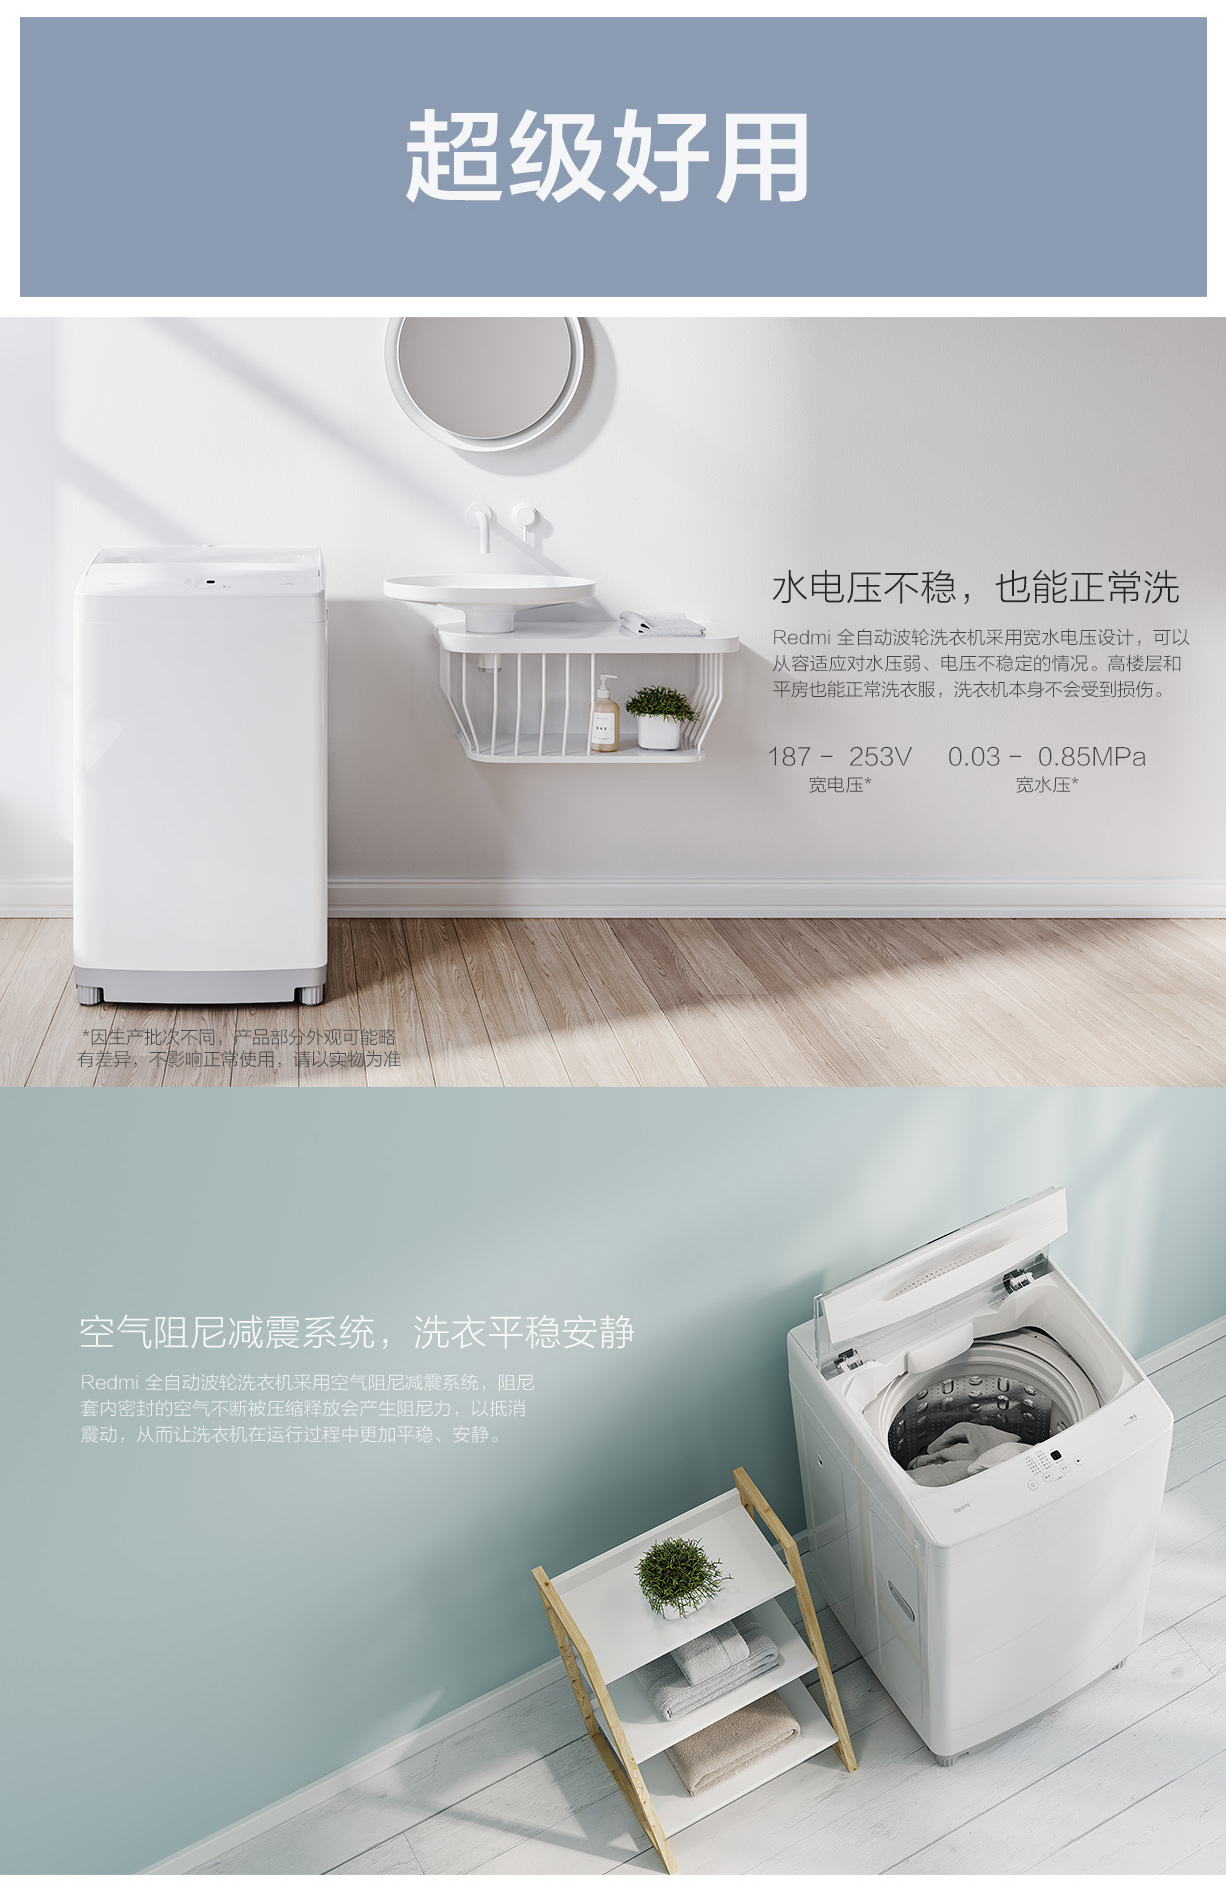 超级好用
水电压不稳，也能正常洗
Redmi 全自动波轮洗衣机采用宽水电压设计，可以
从容适应对水压弱、电压不稳定的情况。高楼层和
平房也能正常洗衣服，洗衣机本身不会受到损伤。
187 - 253V 0.03 - 0.85MPa
宽电压* 宽水压*
*因生产批次不同，产品部分外观可能略
有差异，不影响正常使用，请以实物为准
空气阻尼减震系统，洗衣平稳安静
Redmi 全自动波轮洗衣机采用空气阻尼减震系统，阻尼
套内密封的空气不断被压缩释放会产生阻尼力，以抵消
震动，从而让洗衣机在运行过程中更加平稳、安静。
Redmi